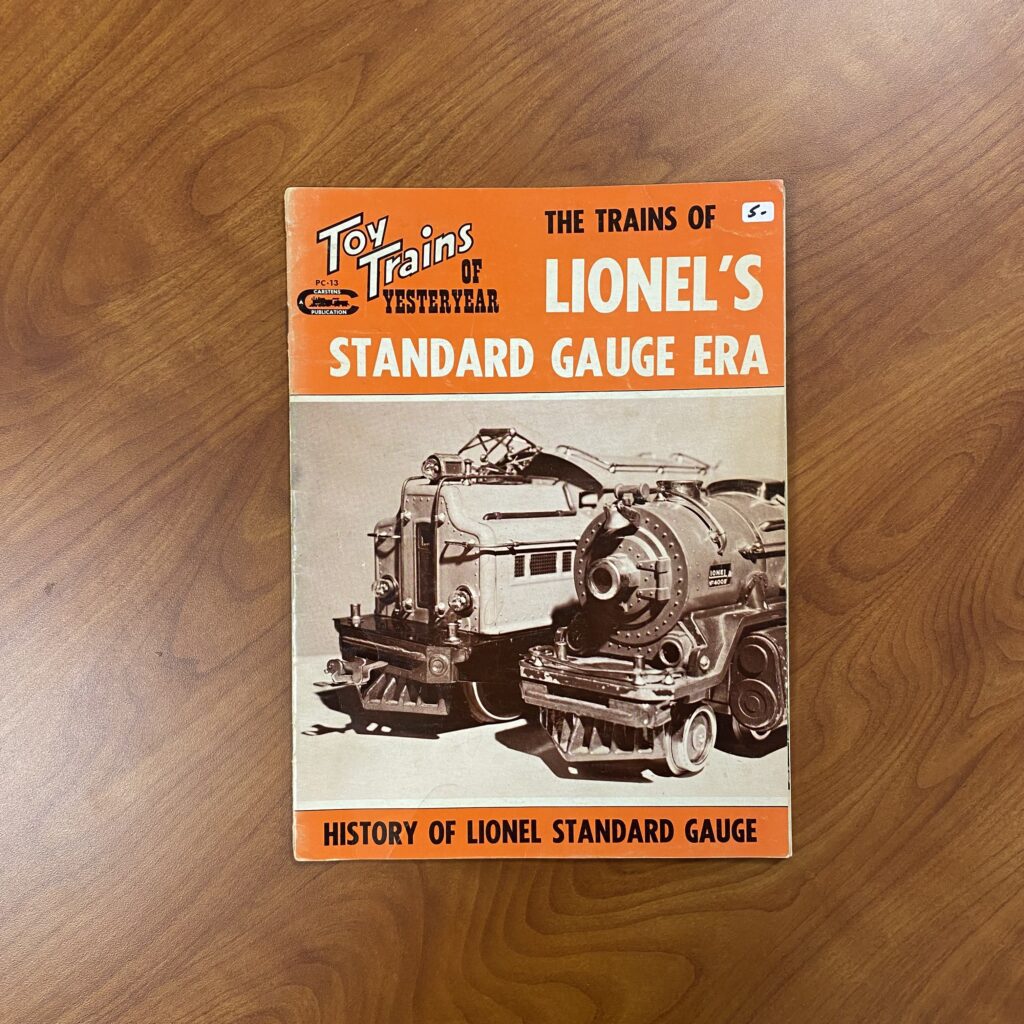 Toy
Trains
OF
YESTERYEAR
PC-13
CARSTENS
PUBLICATION
THE TRAINS OF
5.-
LIONEL'S
STANDARD GAUGE ERA
HISTORY OF LIONEL STANDARD GAUGE